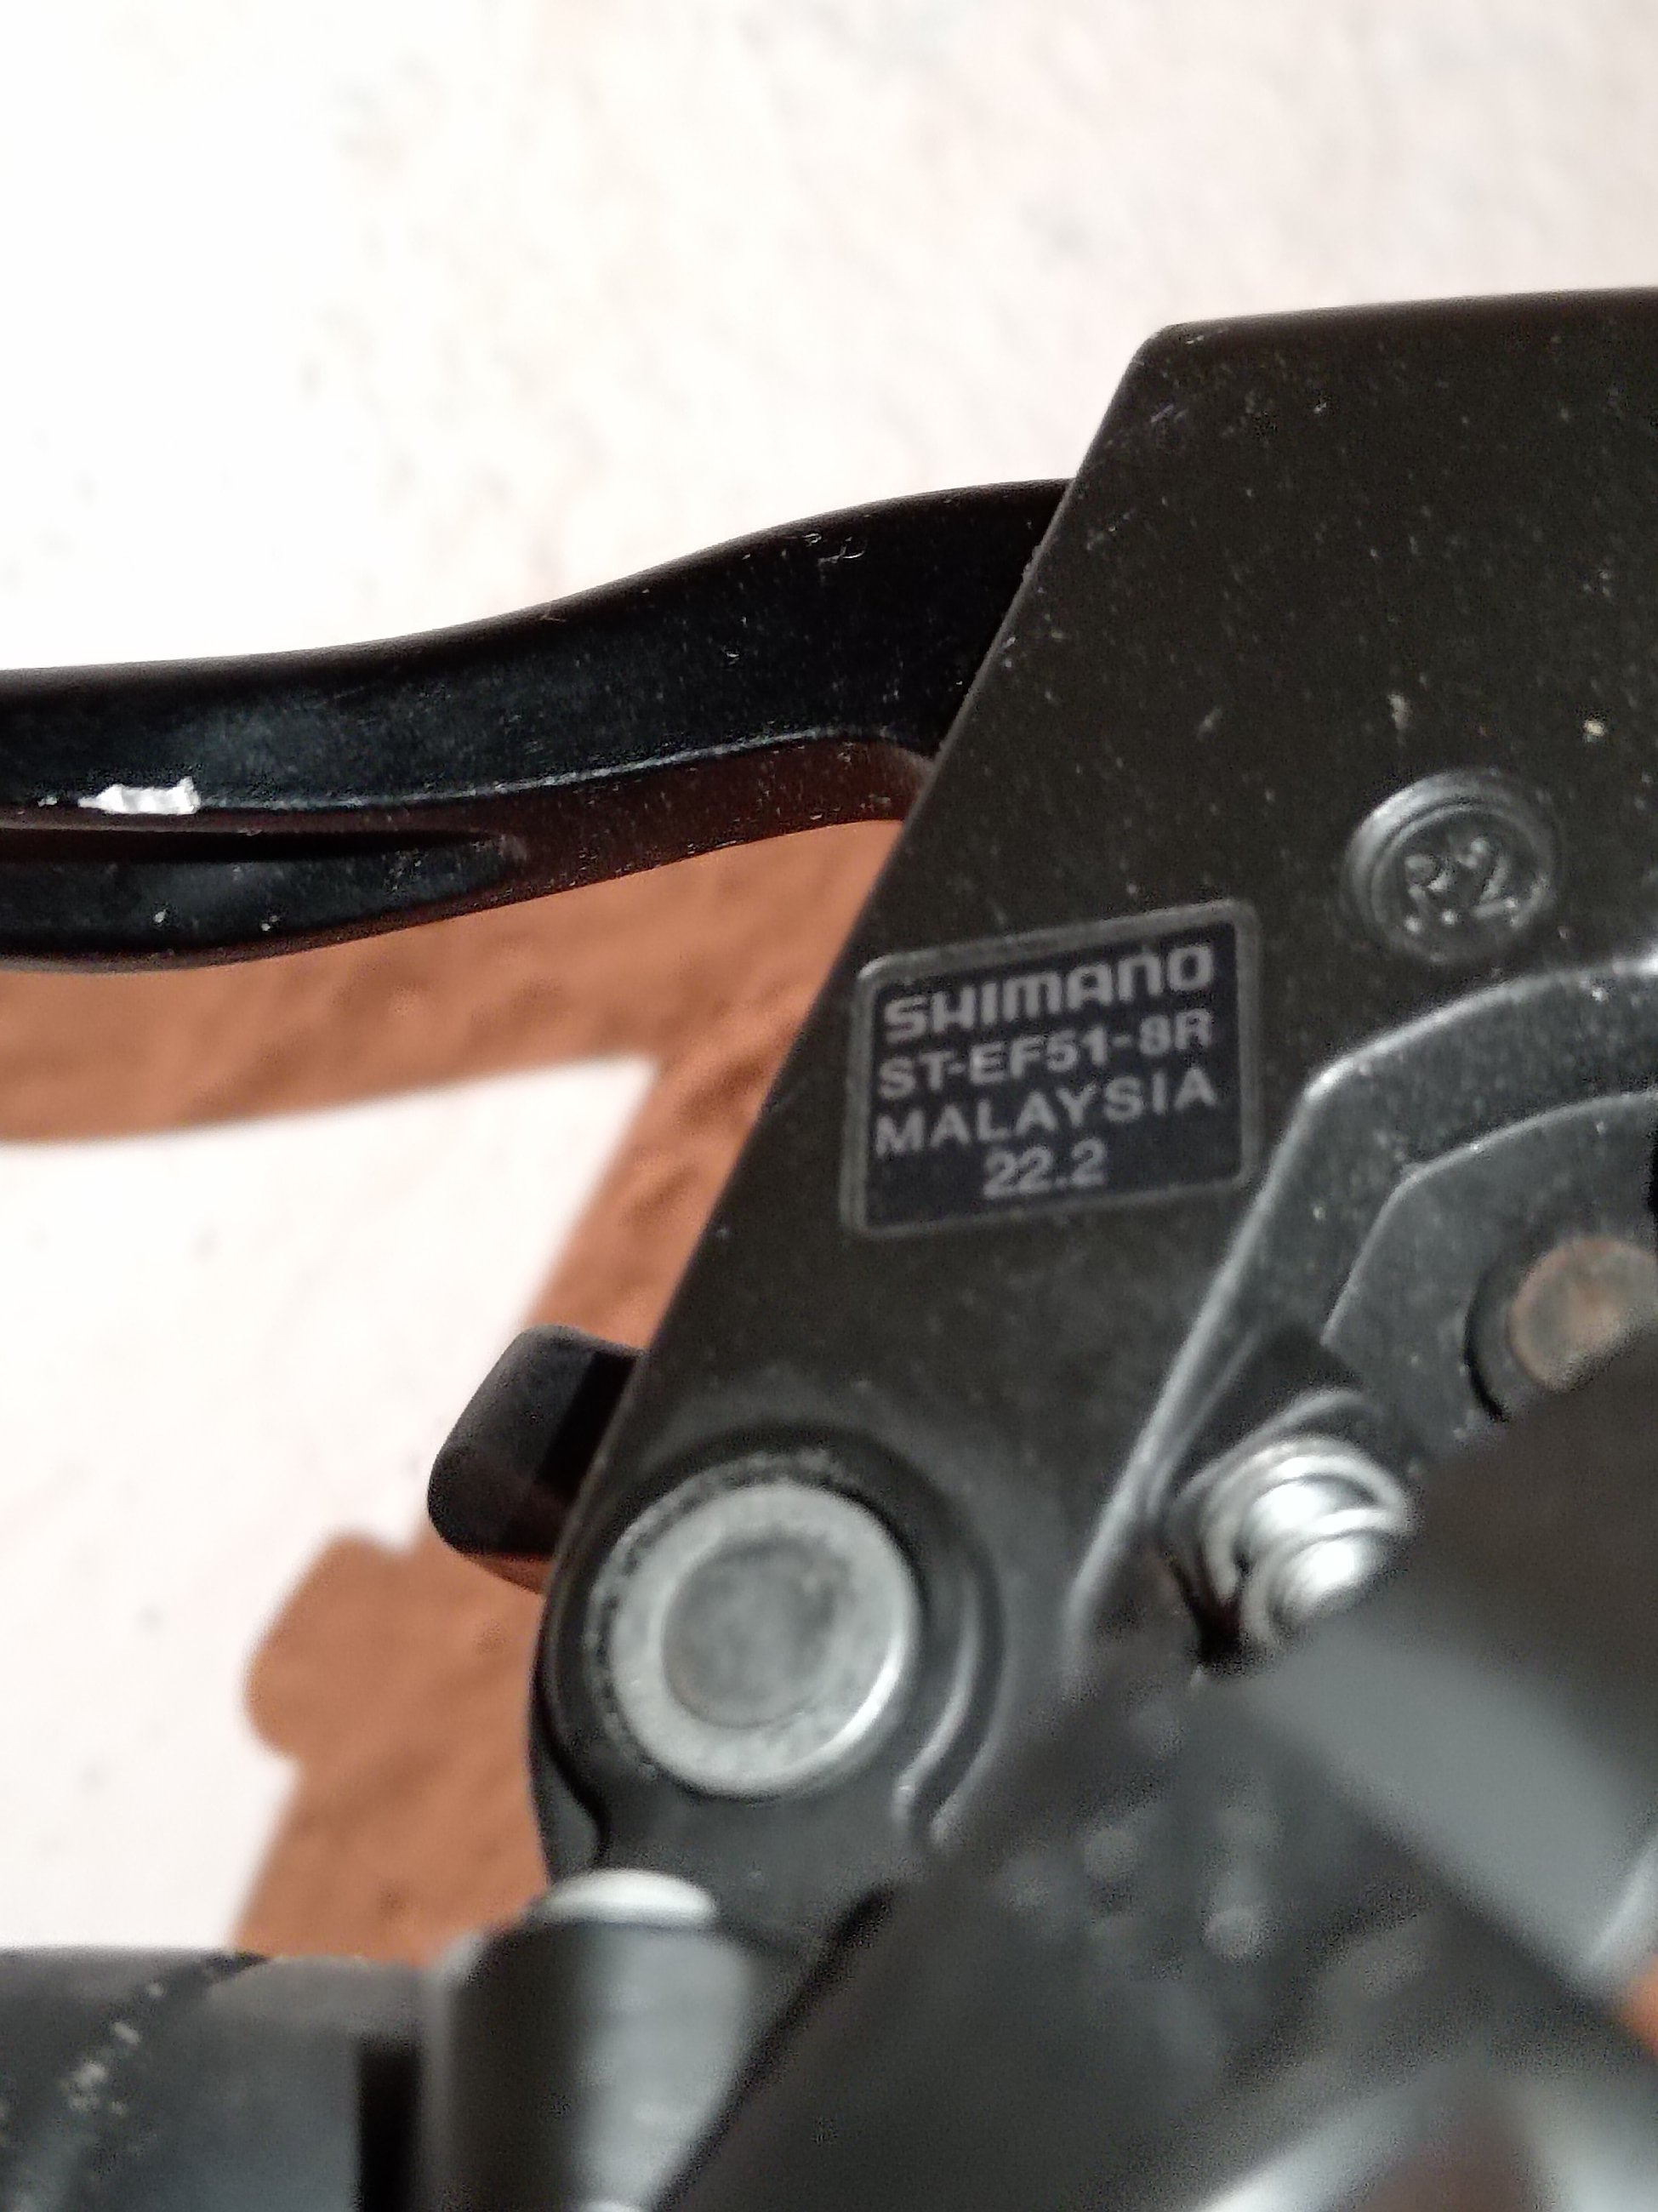 SHIMANO
ST-EF51-8R
MALAYSIA
22.2